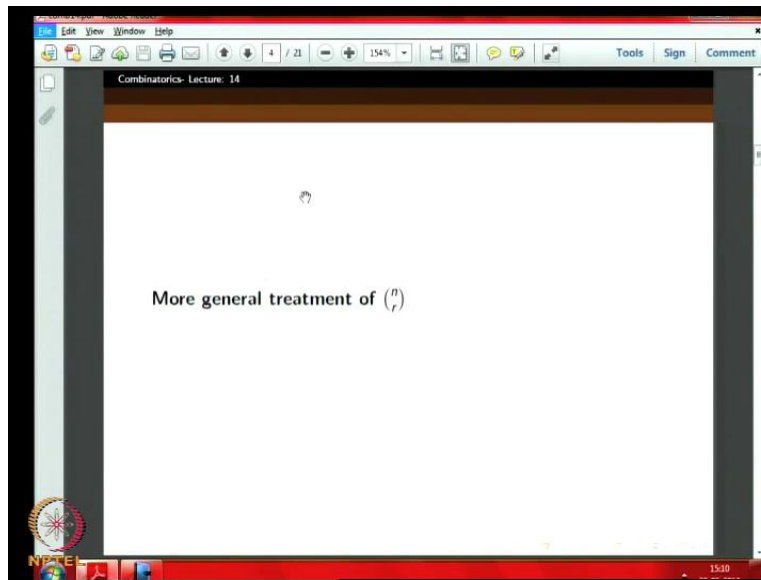 File Edit View Window Help
4 / 21 154% Tools Sign Comment
Combinatorics- Lecture: 14
More general treatment of (n r)
NPTEL
15:10